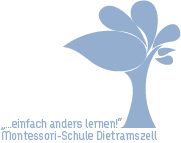 „...einfach anders lernen!”
Montessori-Schule Dietramszell